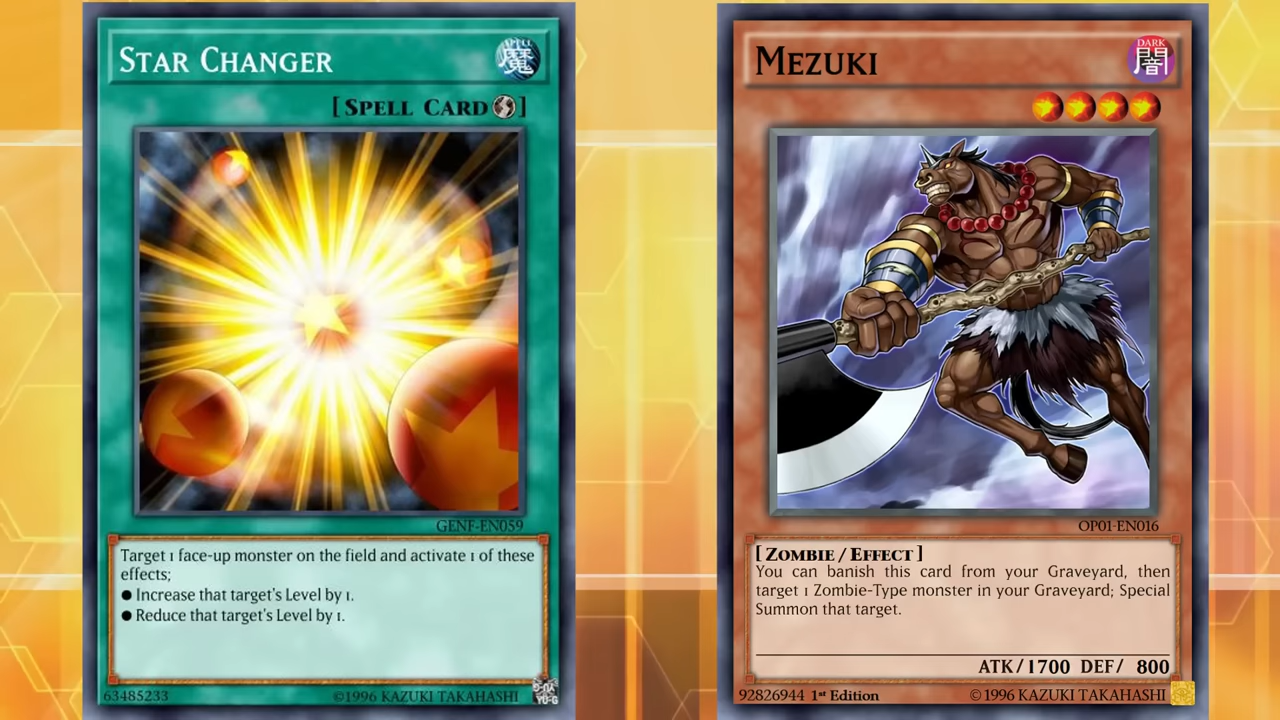 STAR CHANGER
魔
[SPELL CARD]
GENF-EN059
Target 1 face-up monster on the field and activate 1 of these
effects;
● Increase that target's Level by 1.
● Reduce that target's Level by 1.
63485233
©1996 KAZUKI TAKAHASHI
MEZUKI
DARK
闇
OP01-EN016
[ZOMBIE / EFFECT]
You can banish this card from your Graveyard, then
target 1 Zombie-Type monster in your Graveyard; Special
Summon that target.
ATK/1700 DEF/ 800
92826944 1st Edition
©1996 KAZUKI TAKAHASHI